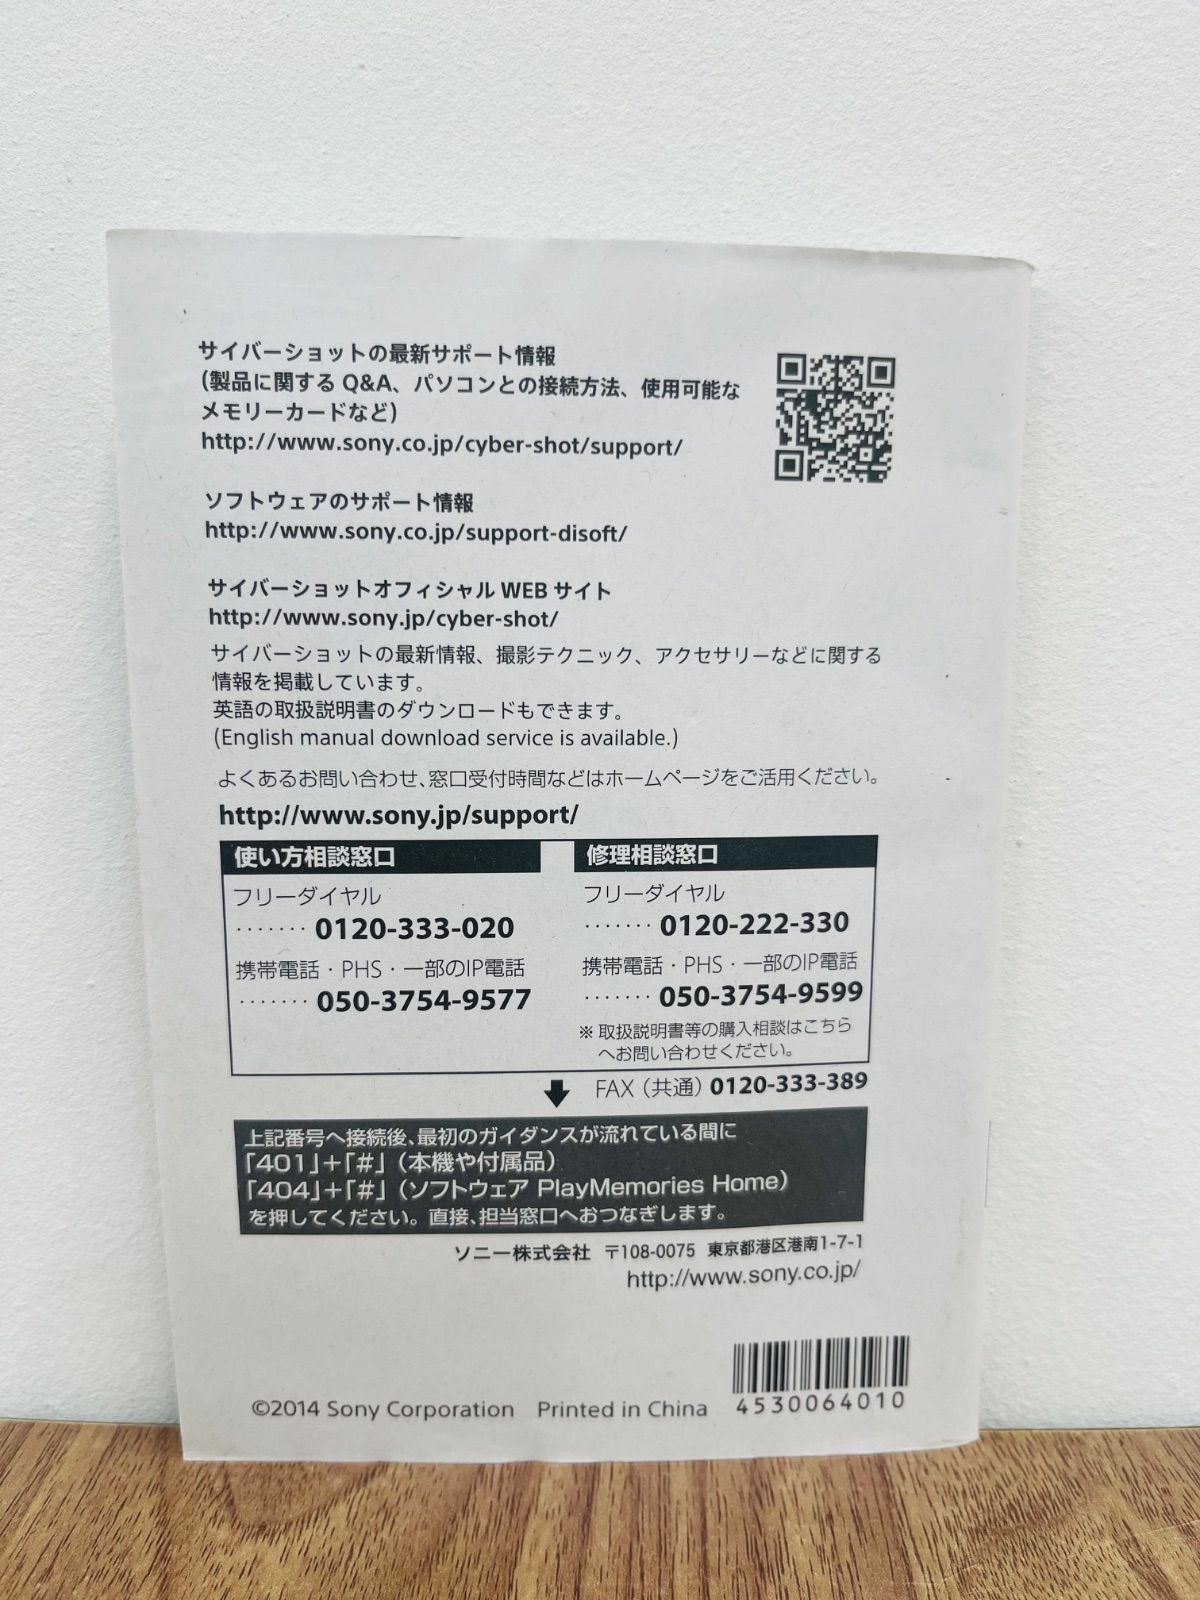 サイバーショットの最新サポート情報
(製品に関する Q&A、パソコンとの接続方法、使用可能な
メモリーカードなど)
http://www.sony.co.jp/cyber-shot/support/
ソフトウェアのサポート情報
http://www.sony.co.jp/support-disoft/
サイバーショットオフィシャル WEB サイト
http://www.sony.jp/cyber-shot/
サイバーショットの最新情報、撮影テクニック、アクセサリーなどに関する
情報を掲載しています。
英語の取扱説明書のダウンロードもできます。
(English manual download service is available.)
よくあるお問い合わせ、窓口受付時間などはホームページをご活用ください。
http://www.sony.jp/support/
使い方相談窓口
フリーダイヤル
······· 0120-333-020
携帯電話・PHS・一部のIP電話
······· 050-3754-9577
修理相談窓口
フリーダイヤル
······· 0120-222-330
携帯電話・PHS・一部のIP電話
······· 050-3754-9599
※ 取扱説明書等の購入相談はこちら
へお問い合わせください。
FAX（共通）0120-333-389
上記番号へ接続後、最初のガイダンスが流れている間に
「401」+「#」（本機や付属品）
「404」+「#」（ソフトウェア PlayMemories Home）
を押してください。直接、担当窓口へおつなぎします。
ソニー株式会社 〒108-0075 東京都港区港南1-7-1
http://www.sony.co.jp/
©2014 Sony Corporation Printed in China
4530064010